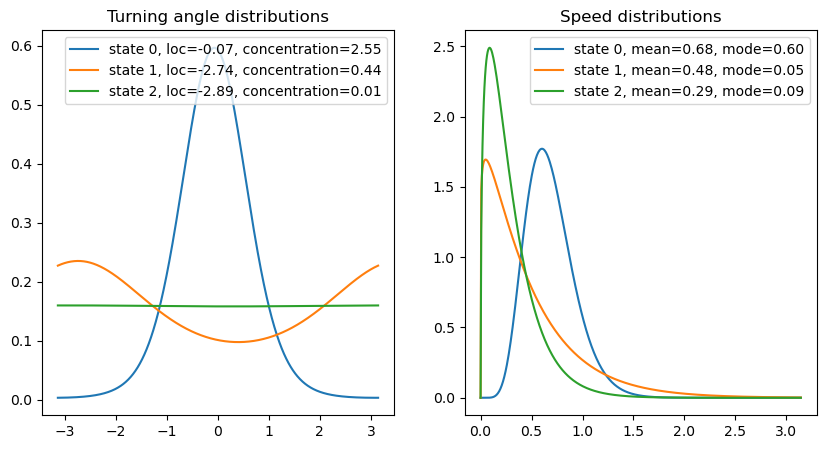 Turning angle distributions
state 0, loc=-0.07, concentration=2.55
state 1, loc=-2.74, concentration=0.44
state 2, loc=-2.89, concentration=0.01
0.6
0.5
0.4
0.3
0.2
0.1
0.0
−3 −2 −1 0 1 2 3
Speed distributions
state 0, mean=0.68, mode=0.60
state 1, mean=0.48, mode=0.05
state 2, mean=0.29, mode=0.09
2.5
2.0
1.5
1.0
0.5
0.0
0.0 0.5 1.0 1.5 2.0 2.5 3.0